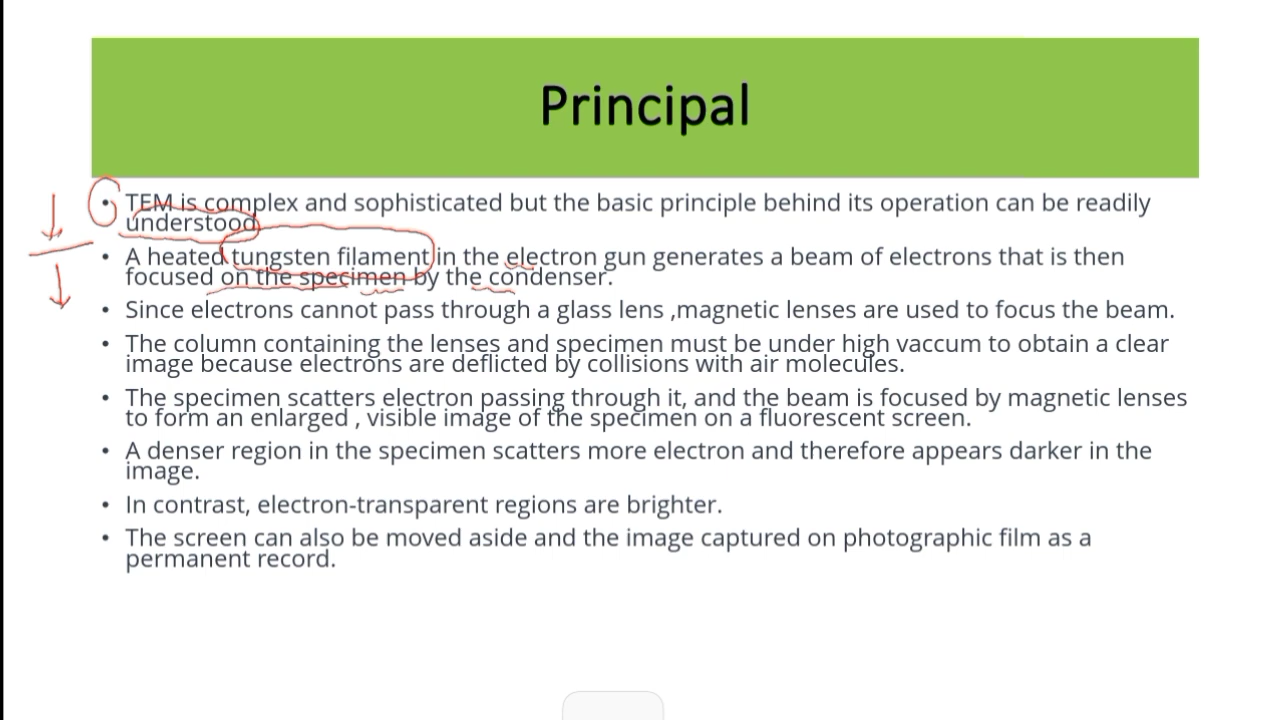 Principal
• TEM is complex and sophisticated but the basic principle behind its operation can be readily
understood
• A heated tungsten filament in the electron gun generates a beam of electrons that is then
focused on the specimen by the condenser.
• Since electrons cannot pass through a glass lens ,magnetic lenses are used to focus the beam.
• The column containing the lenses and specimen must be under high vaccum to obtain a clear
image because electrons are deflicted by collisions with air molecules.
• The specimen scatters electron passing through it, and the beam is focused by magnetic lenses
to form an enlarged , visible image of the specimen on a fluorescent screen.
• A denser region in the specimen scatters more electron and therefore appears darker in the
image.
• In contrast, electron-transparent regions are brighter.
• The screen can also be moved aside and the image captured on photographic film as a
permanent record.